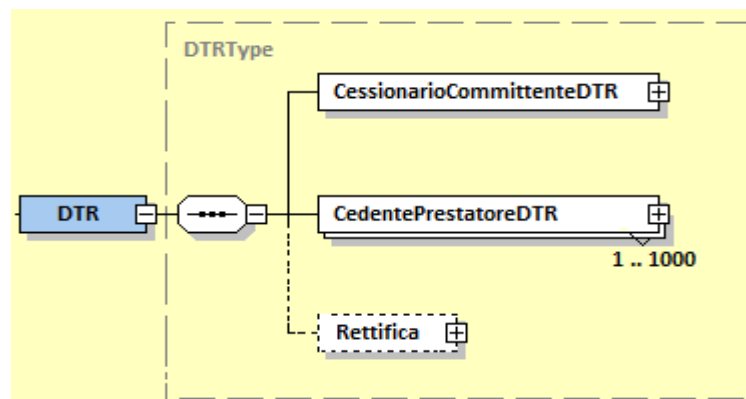 DTRType
CessionarioCommittenteDTR
DTR
CedentePrestatoreDTR
1 .. 1000
Rettifica